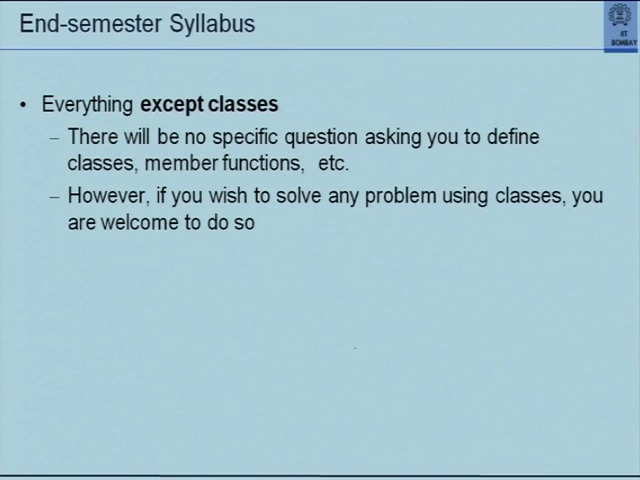 End-semester Syllabus
IIT
BOMBAY
• Everything except classes
– There will be no specific question asking you to define
classes, member functions, etc.
– However, if you wish to solve any problem using classes, you
are welcome to do so